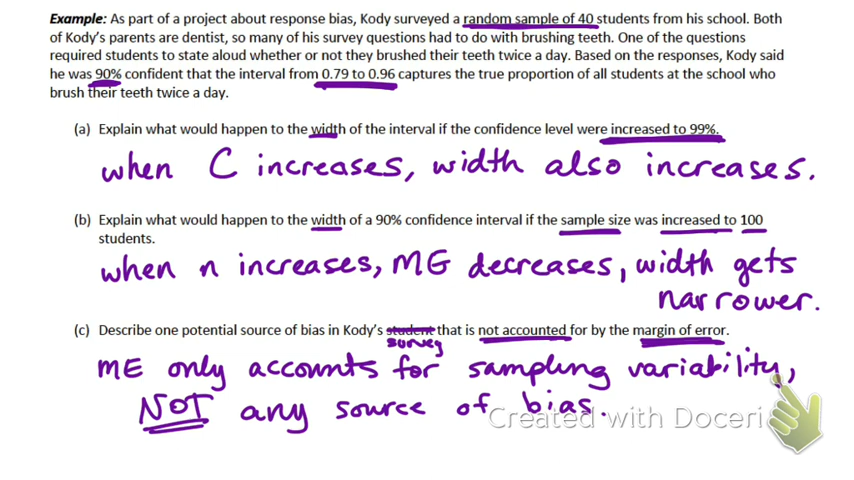 Example: As part of a project about response bias, Kody surveyed a random sample of 40 students from his school. Both
of Kody's parents are dentist, so many of his survey questions had to do with brushing teeth. One of the questions
required students to state aloud whether or not they brushed their teeth twice a day. Based on the responses, Kody said
he was 90% confident that the interval from 0.79 to 0.96 captures the true proportion of all students at the school who
brush their teeth twice a day.
(a) Explain what would happen to the width of the interval if the confidence level were increased to 99%.
when C increases, width also increases.
(b) Explain what would happen to the width of a 90% confidence interval if the sample size was increased to 100
students.
when n increases, ME decreases, width gets
narrower.
(c) Describe one potential source of bias in Kody's student that is not accounted for by the margin of error.
survey
ME only accounts for sampling variability,
NOT any source of bias.
Created with Doceri